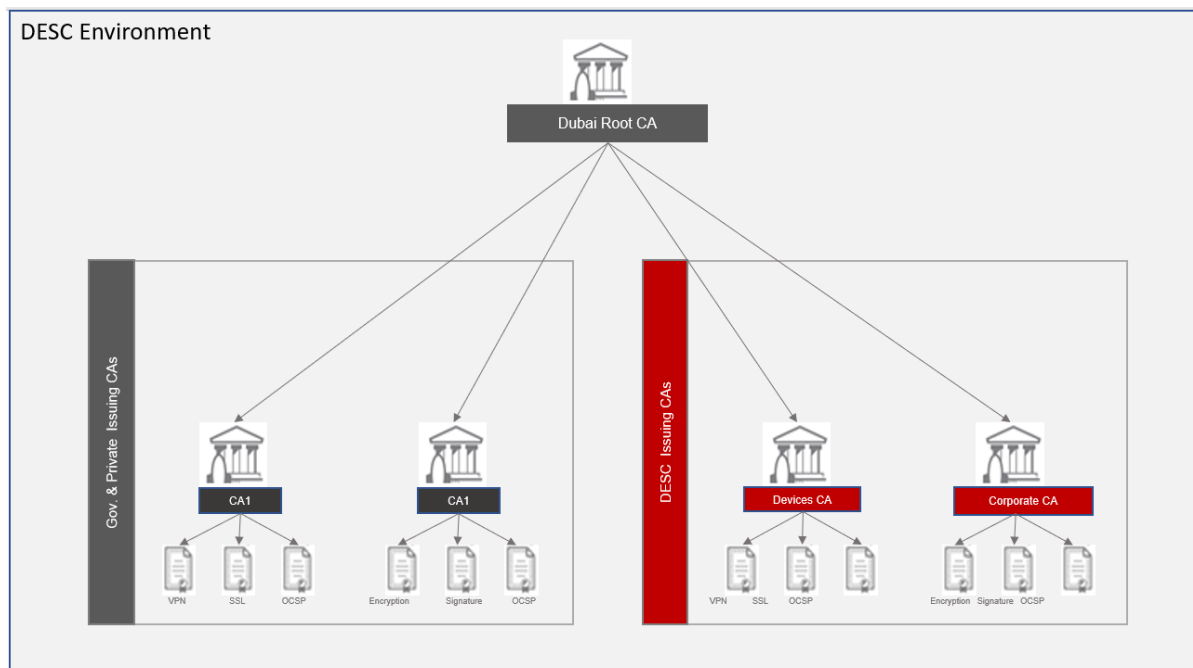 DESC Environment
Dubai Root CA
Gov. & Private Issuing CAs
CA1
CA1
VPN SSL OCSP
Encryption Signature OCSP
DESC Issuing CAs
Devices CA
Corporate CA
VPN SSL OCSP
Encryption Signature OCSP